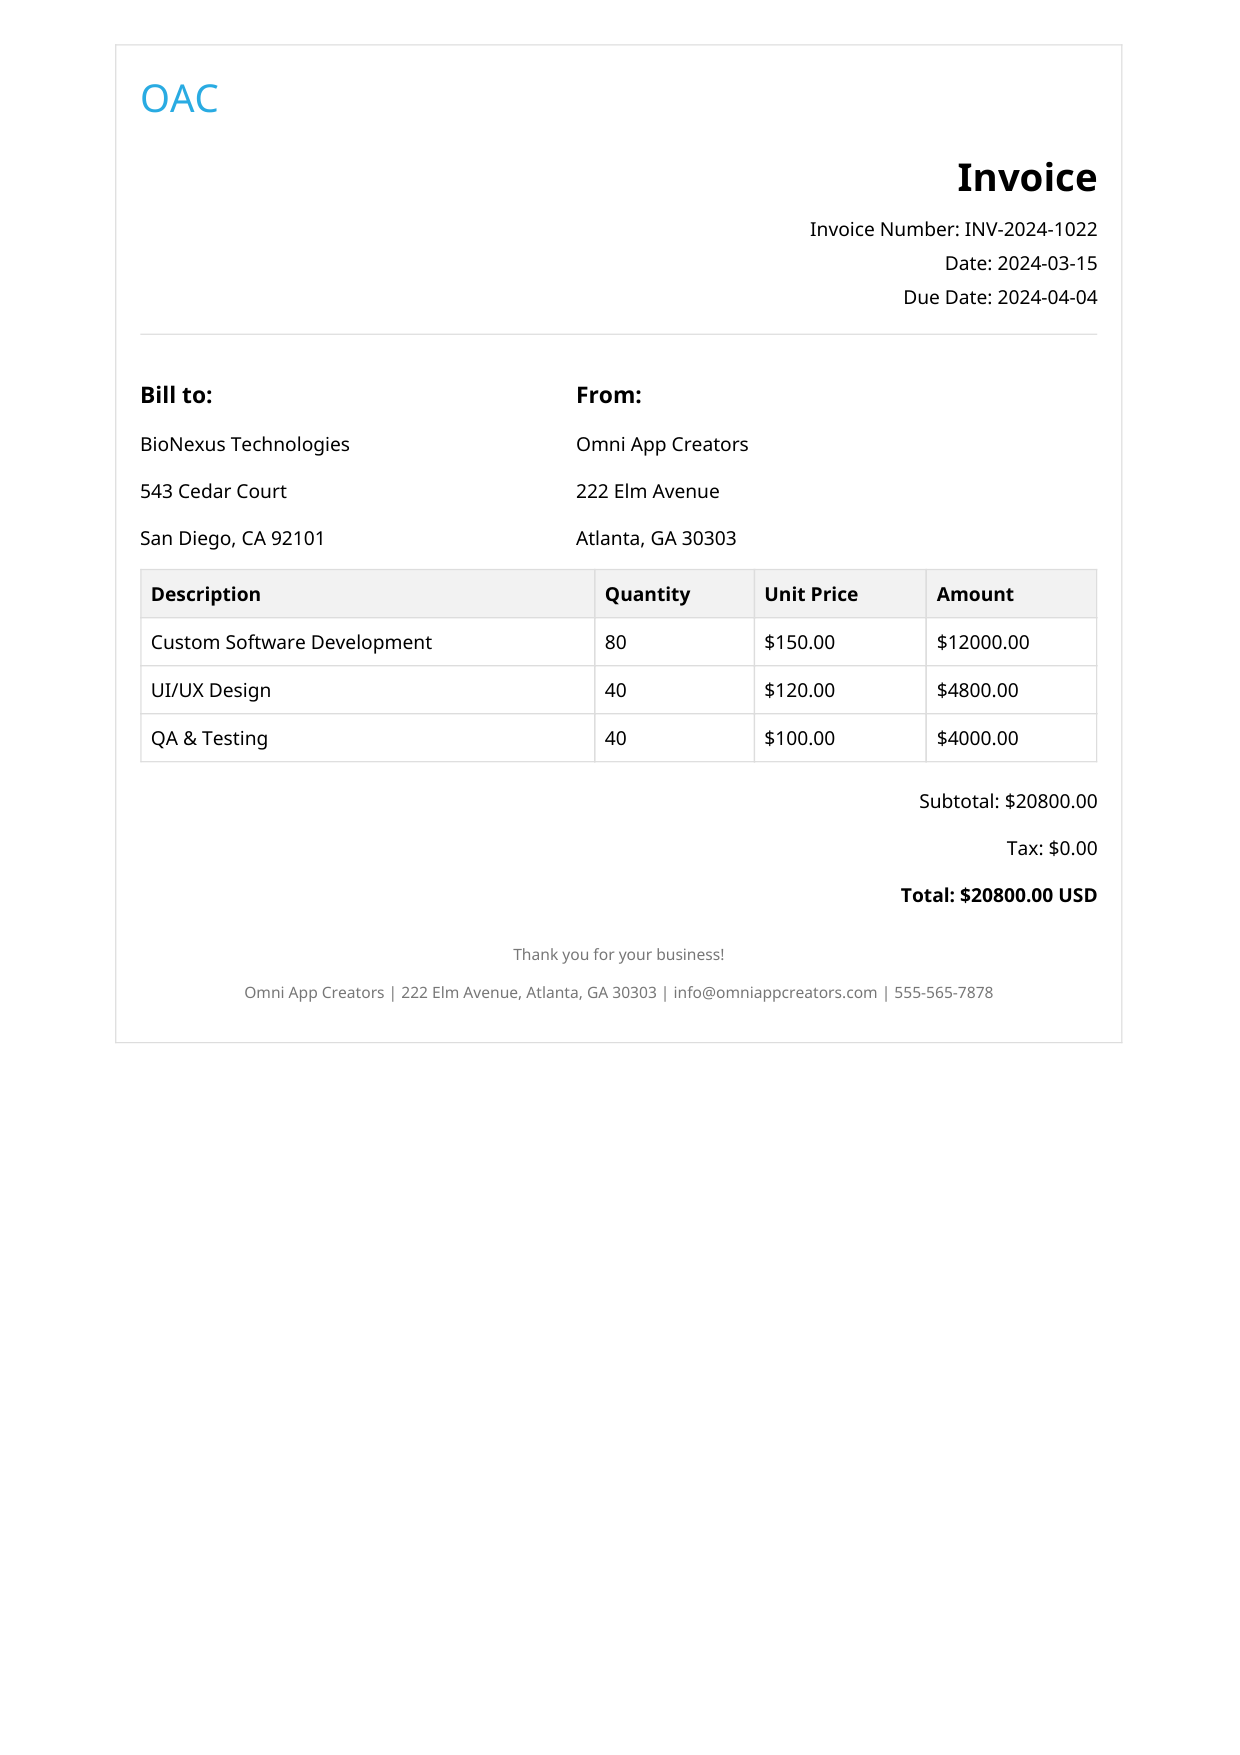 OAC
Invoice
Invoice Number: INV-2024-1022
Date: 2024-03-15
Due Date: 2024-04-04
Bill to:
BioNexus Technologies
543 Cedar Court
San Diego, CA 92101
From:
Omni App Creators
222 Elm Avenue
Atlanta, GA 30303
Description Quantity Unit Price Amount
Custom Software Development 80 $150.00 $12000.00
UI/UX Design 40 $120.00 $4800.00
QA & Testing 40 $100.00 $4000.00
Subtotal: $20800.00
Tax: $0.00
Total: $20800.00 USD
Thank you for your business!
Omni App Creators | 222 Elm Avenue, Atlanta, GA 30303 | info@omniappcreators.com | 555-565-7878